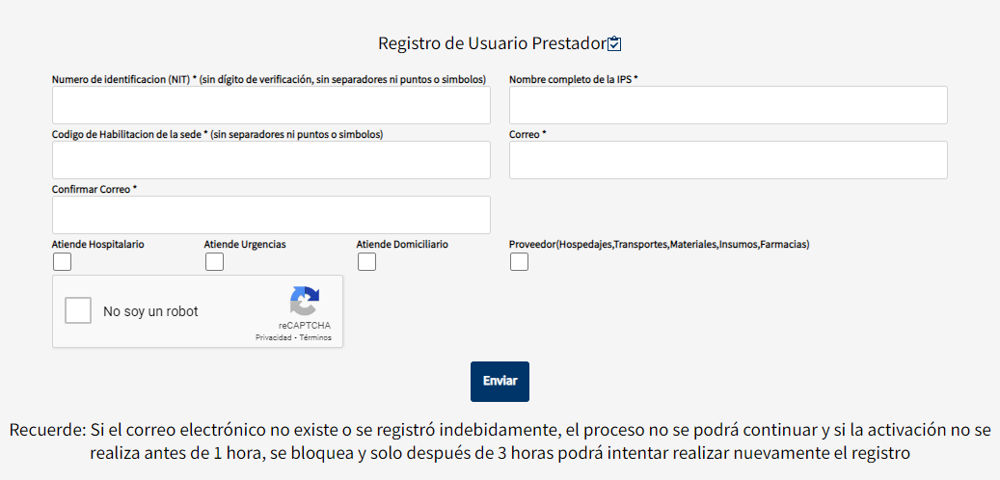 Registro de Usuario Prestador
Numero de identificacion (NIT) * (sin dígito de verificación, sin separadores ni puntos o simbolos)
Nombre completo de la IPS *
Codigo de Habilitacion de la sede * (sin separadores ni puntos o simbolos)
Correo *
Confirmar Correo *
Atiende Hospitalario
Atiende Urgencias
Atiende Domiciliario
Proveedor(Hospedajes,Transportes,Materiales,Insumos,Farmacias)
No soy un robot
reCAPTCHA
Privacidad - Términos
Enviar
Recuerde: Si el correo electrónico no existe o se registró indebidamente, el proceso no se podrá continuar y si la activación no se
realiza antes de 1 hora, se bloquea y solo después de 3 horas podrá intentar realizar nuevamente el registro